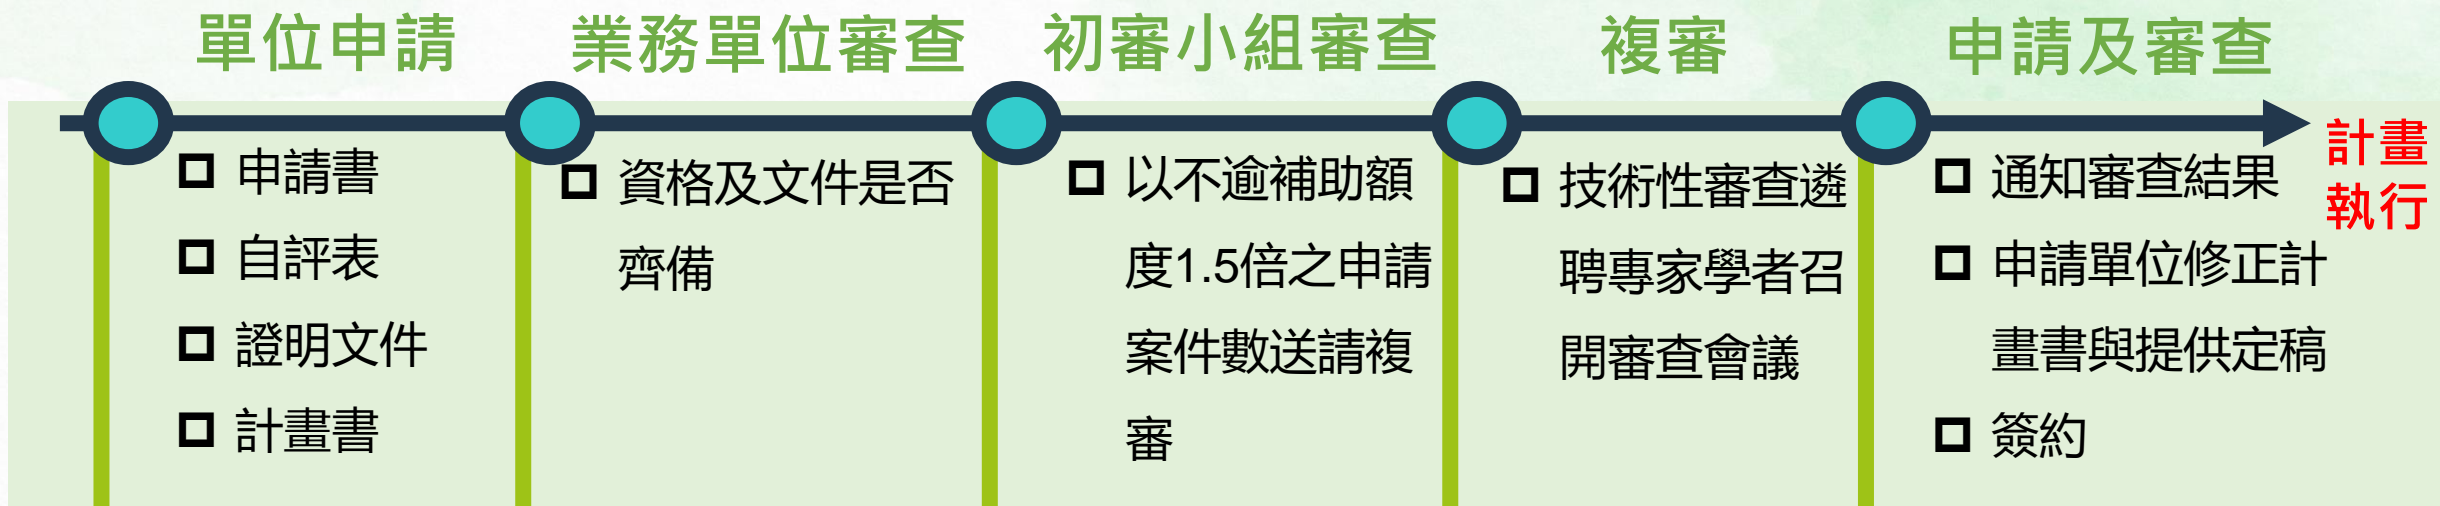 單位申請
申請書
自評表
證明文件
計畫書
業務單位審查
資格及文件是否
齊備
初審小組審查
以不逾補助額
度1.5倍之申請
案件數送請複
審
複審
技術性審查遴
聘專家學者召
開審查會議
申請及審查
通知審查結果
申請單位修正計
畫書與提供定稿
簽約
計畫
執行